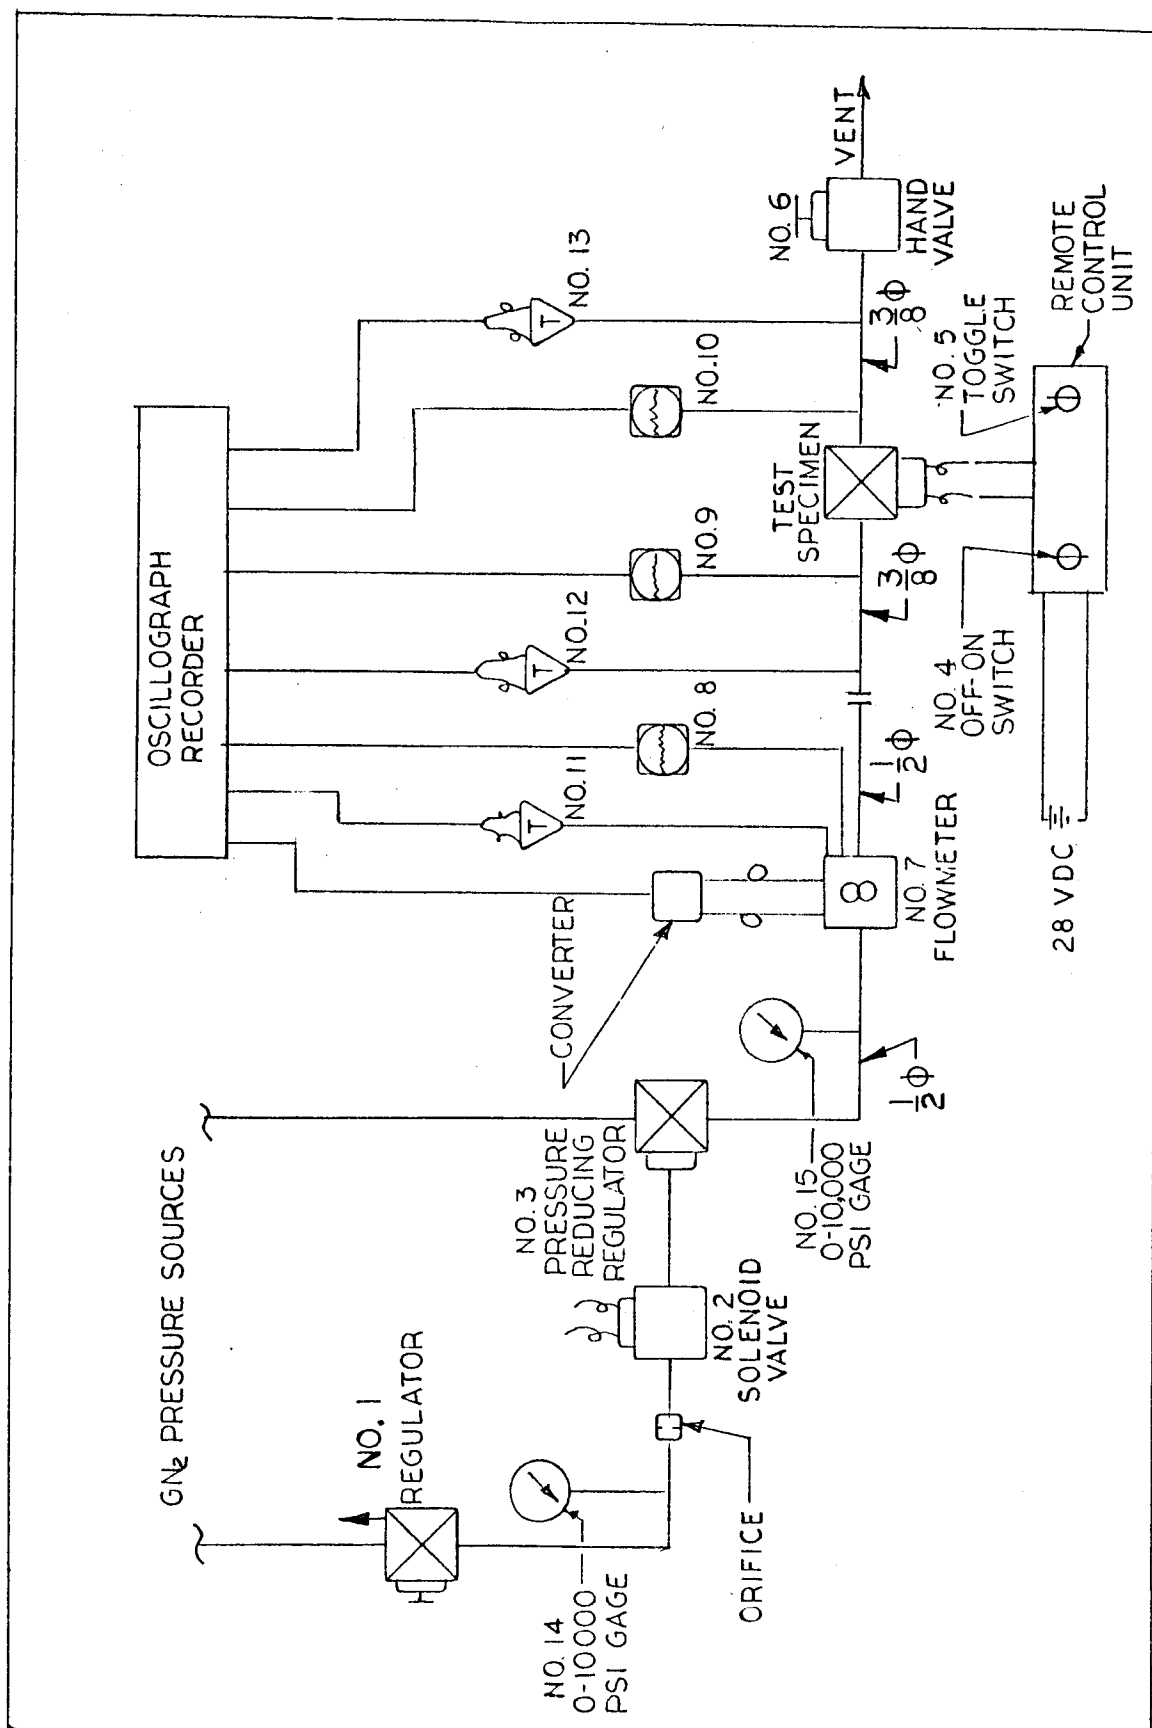 GN₂ PRESSURE SOURCES
NO. 1
REGULATOR
NO. 14
0-10000
PSI GAGE
ORIFICE
NO. 2
SOLENOID
VALVE
NO. 3
PRESSURE
REDUCING
REGULATOR
NO. 15
0-10,000
PSI GAGE
1/2 ϕ
CONVERTER
8
NO. 7
FLOWMETER
OSCILLOGRAPH
RECORDER
T
NO. 11
NO. 8
T
NO. 12
NO. 9
NO. 10
T
NO. 13
1/2 ϕ
3/8 ϕ
TEST
SPECIMEN
3/8 ϕ
NO. 6
HAND
VALVE
VENT
28 VDC
NO. 4
OFF-ON
SWITCH
NO. 5
TOGGLE
SWITCH
REMOTE
CONTROL
UNIT